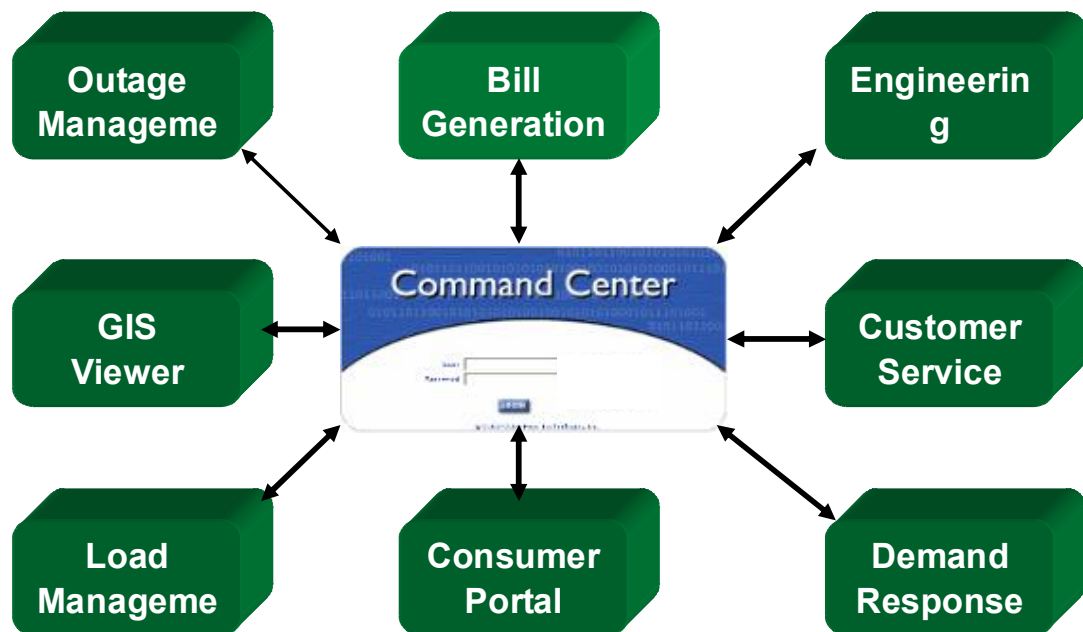 Outage
Manageme
Bill
Generation
Engineerin
g
Command Center
GIS
Viewer
Customer
Service
Load
Manageme
Consumer
Portal
Demand
Response